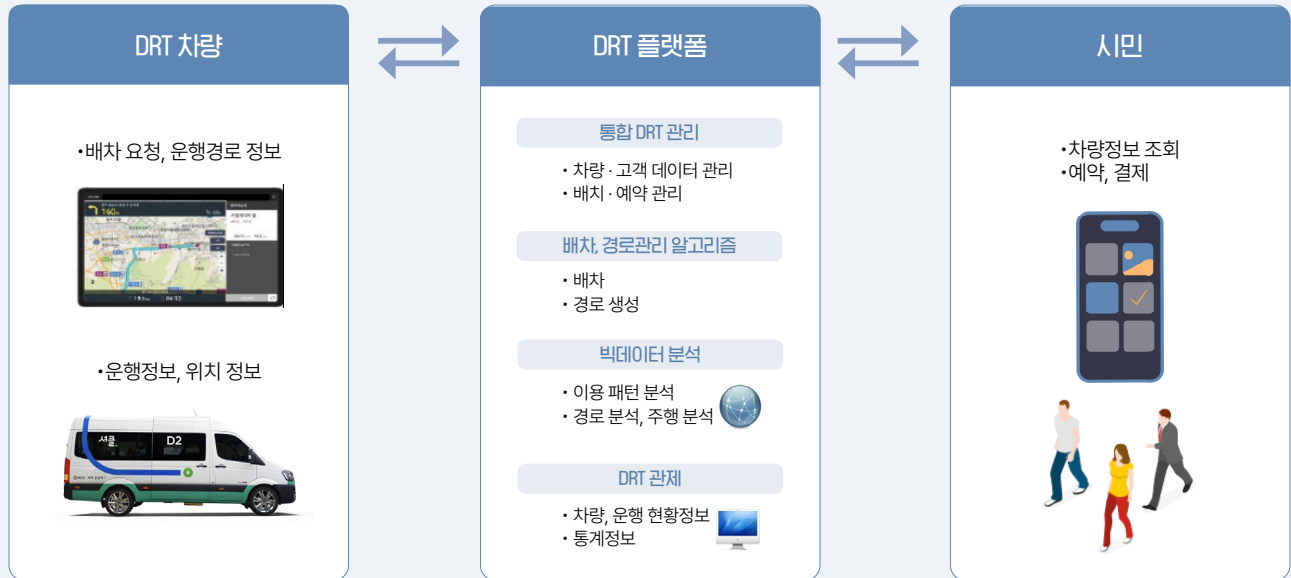 DRT 차량
DRT 플랫폼
시민
•배차 요청, 운행경로 정보
160m
•운행정보, 위치 정보
셔클
D2
통합 DRT 관리
• 차량 · 고객 데이터 관리
• 배치 · 예약 관리
배차, 경로관리 알고리즘
• 배차
• 경로 생성
빅데이터 분석
• 이용 패턴 분석
• 경로 분석, 주행 분석
DRT 관제
• 차량, 운행 현황정보
• 통계정보
•차량정보 조회
•예약, 결제